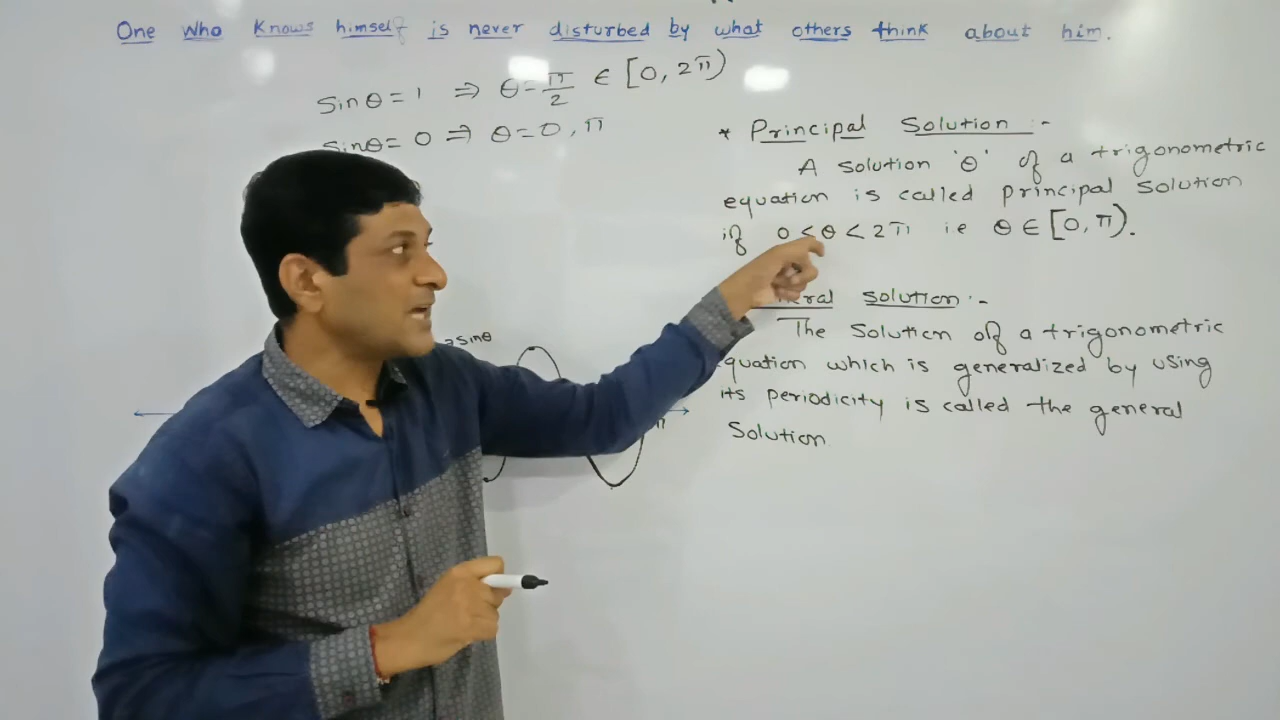 One who knows himself is never disturbed by what others think about him.
Sinθ = 1 ⇒ θ = π/2 ∈ [0, 2π)
Sinθ = 0 ⇒ θ = 0, π
* Principal Solution :-
A solution 'θ' of a trigonometric
equation is called principal solution
if 0 < θ < 2π ie θ ∈ [0, π).
solution :-
The Solution of a trigonometric
quation which is generalized by using
its periodicity is called the general
Solution
sinθ